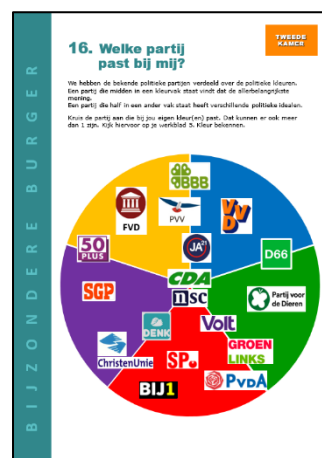 BIJZONDERE BURGER
16. Welke partij
past bij mij?
TWEEDE
KAMER
We hebben de bekende politieke partijen verdeeld over de politieke kleuren.
Een partij die midden in een kleurvak staat vindt dat de allerbelangrijkste
mening.
Een partij die half in een ander vak staat heeft verschillende politieke idealen.
Kruis de partij aan die bij jou eigen kleur(en) past. Dat kunnen er ook meer
dan 1 zijn. Kijk hiervoor op je werkblad 5. Kleur bekennen.
BBB
FVD
PVV
VVD
50
PLUS
JA21
D66
SGP
CDA
nsc
Partij voor
de Dieren
DENK
Volt
ChristenUnie
SP
GROEN
LINKS
BIJ1
PvdA